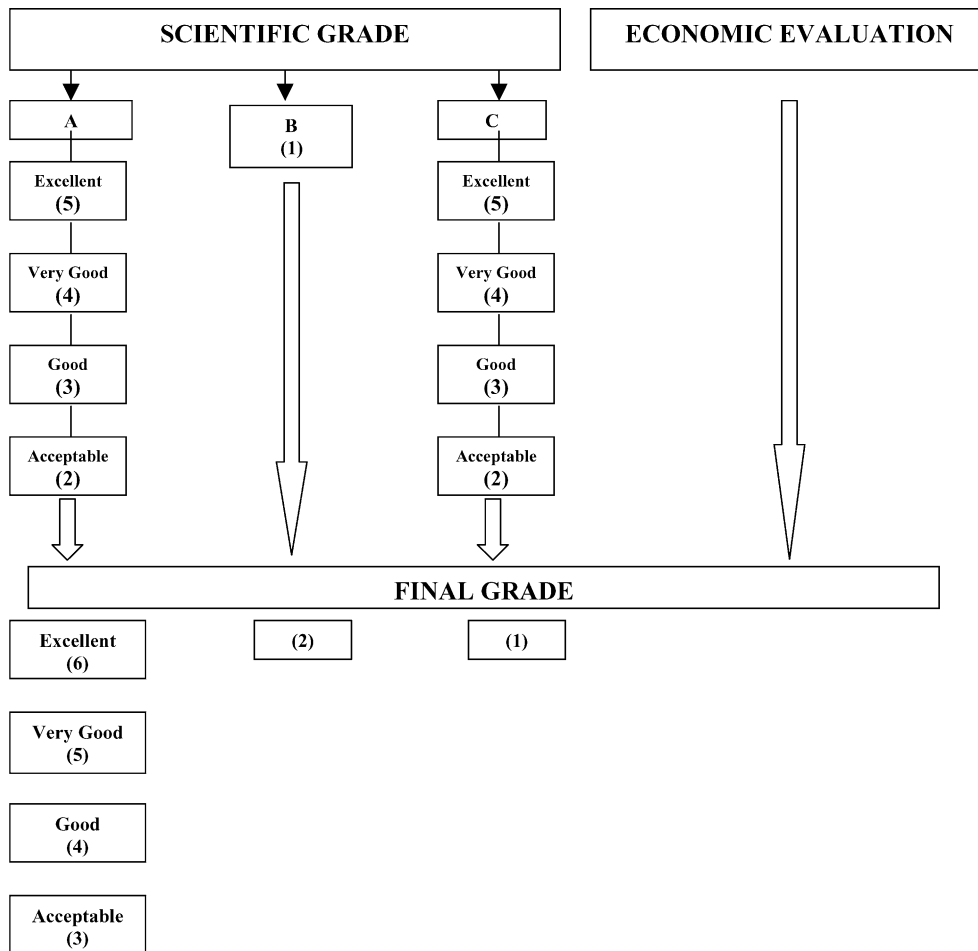 SCIENTIFIC GRADE
ECONOMIC EVALUATION
A
B
(1)
C
Excellent
(5)
Excellent
(5)
Very Good
(4)
Very Good
(4)
Good
(3)
Good
(3)
Acceptable
(2)
Acceptable
(2)
FINAL GRADE
Excellent
(6)
(2)
(1)
Very Good
(5)
Good
(4)
Acceptable
(3)